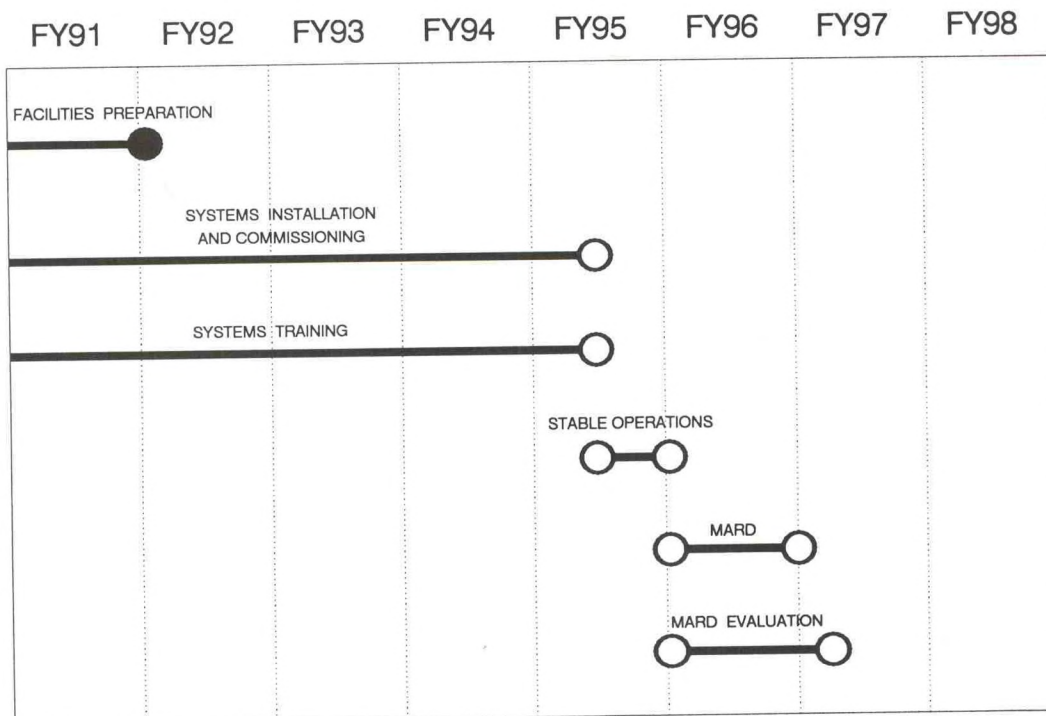 FY91 FY92 FY93 FY94 FY95 FY96 FY97 FY98
FACILITIES PREPARATION
SYSTEMS INSTALLATION
AND COMMISSIONING
SYSTEMS TRAINING
STABLE OPERATIONS
MARD
MARD EVALUATION